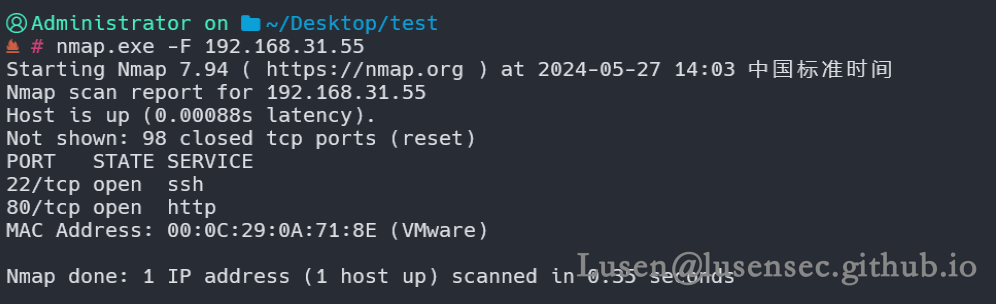 Administrator on ~/Desktop/test
# nmap.exe -F 192.168.31.55
Starting Nmap 7.94 ( https://nmap.org ) at 2024-05-27 14:03 中国标准时间
Nmap scan report for 192.168.31.55
Host is up (0.00088s latency).
Not shown: 98 closed tcp ports (reset)
PORT   STATE SERVICE
22/tcp open  ssh
80/tcp open  http
MAC Address: 00:0C:29:0A:71:8E (VMware)
Nmap done: 1 IP address (1 host up) scanned in 0.35 seconds
Lusen@lusensec.github.io